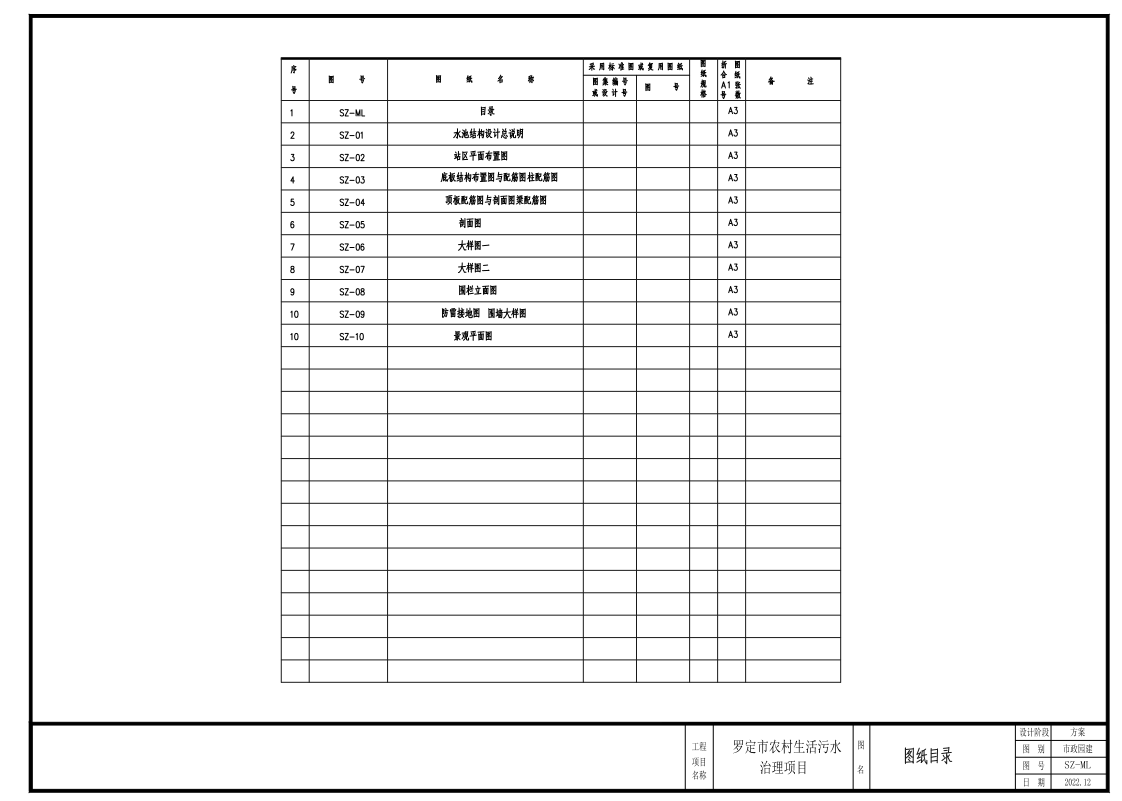 序号 图号 图纸名称 采用标准图或复用图纸 图纸规格 折合A1号 图纸张数 备注
图集编号或设计号 图号
1 SZ-ML 目录 A3
2 SZ-01 水池结构设计总说明 A3
3 SZ-02 站区平面布置图 A3
4 SZ-03 底板结构布置图与配筋图柱配筋图 A3
5 SZ-04 顶板配筋图与剖面图梁配筋图 A3
6 SZ-05 剖面图 A3
7 SZ-06 大样图一 A3
8 SZ-07 大样图二 A3
9 SZ-08 围栏立面图 A3
10 SZ-09 防雷接地图 围墙大样图 A3
10 SZ-10 景观平面图 A3
工程项目名称
罗定市农村生活污水
治理项目
图名
图纸目录
设计阶段 方案
图别 市政园建
图号 SZ-ML
日期 2022.12